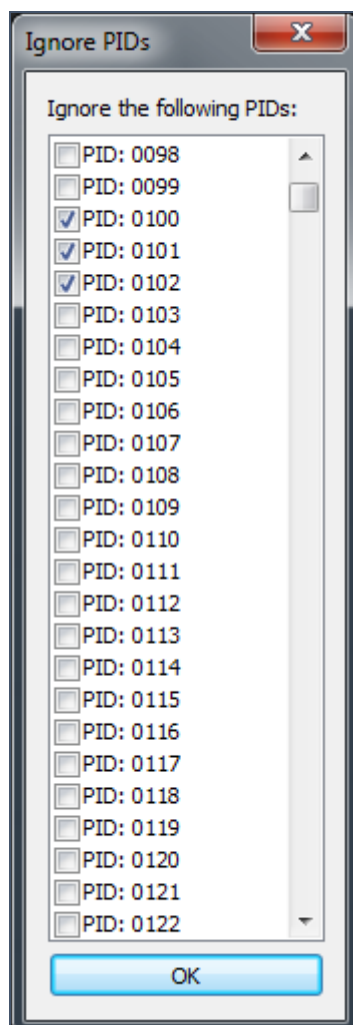 Ignore PIDs
Ignore the following PIDs:
PID: 0098
PID: 0099
PID: 0100
PID: 0101
PID: 0102
PID: 0103
PID: 0104
PID: 0105
PID: 0106
PID: 0107
PID: 0108
PID: 0109
PID: 0110
PID: 0111
PID: 0112
PID: 0113
PID: 0114
PID: 0115
PID: 0116
PID: 0117
PID: 0118
PID: 0119
PID: 0120
PID: 0121
PID: 0122
OK